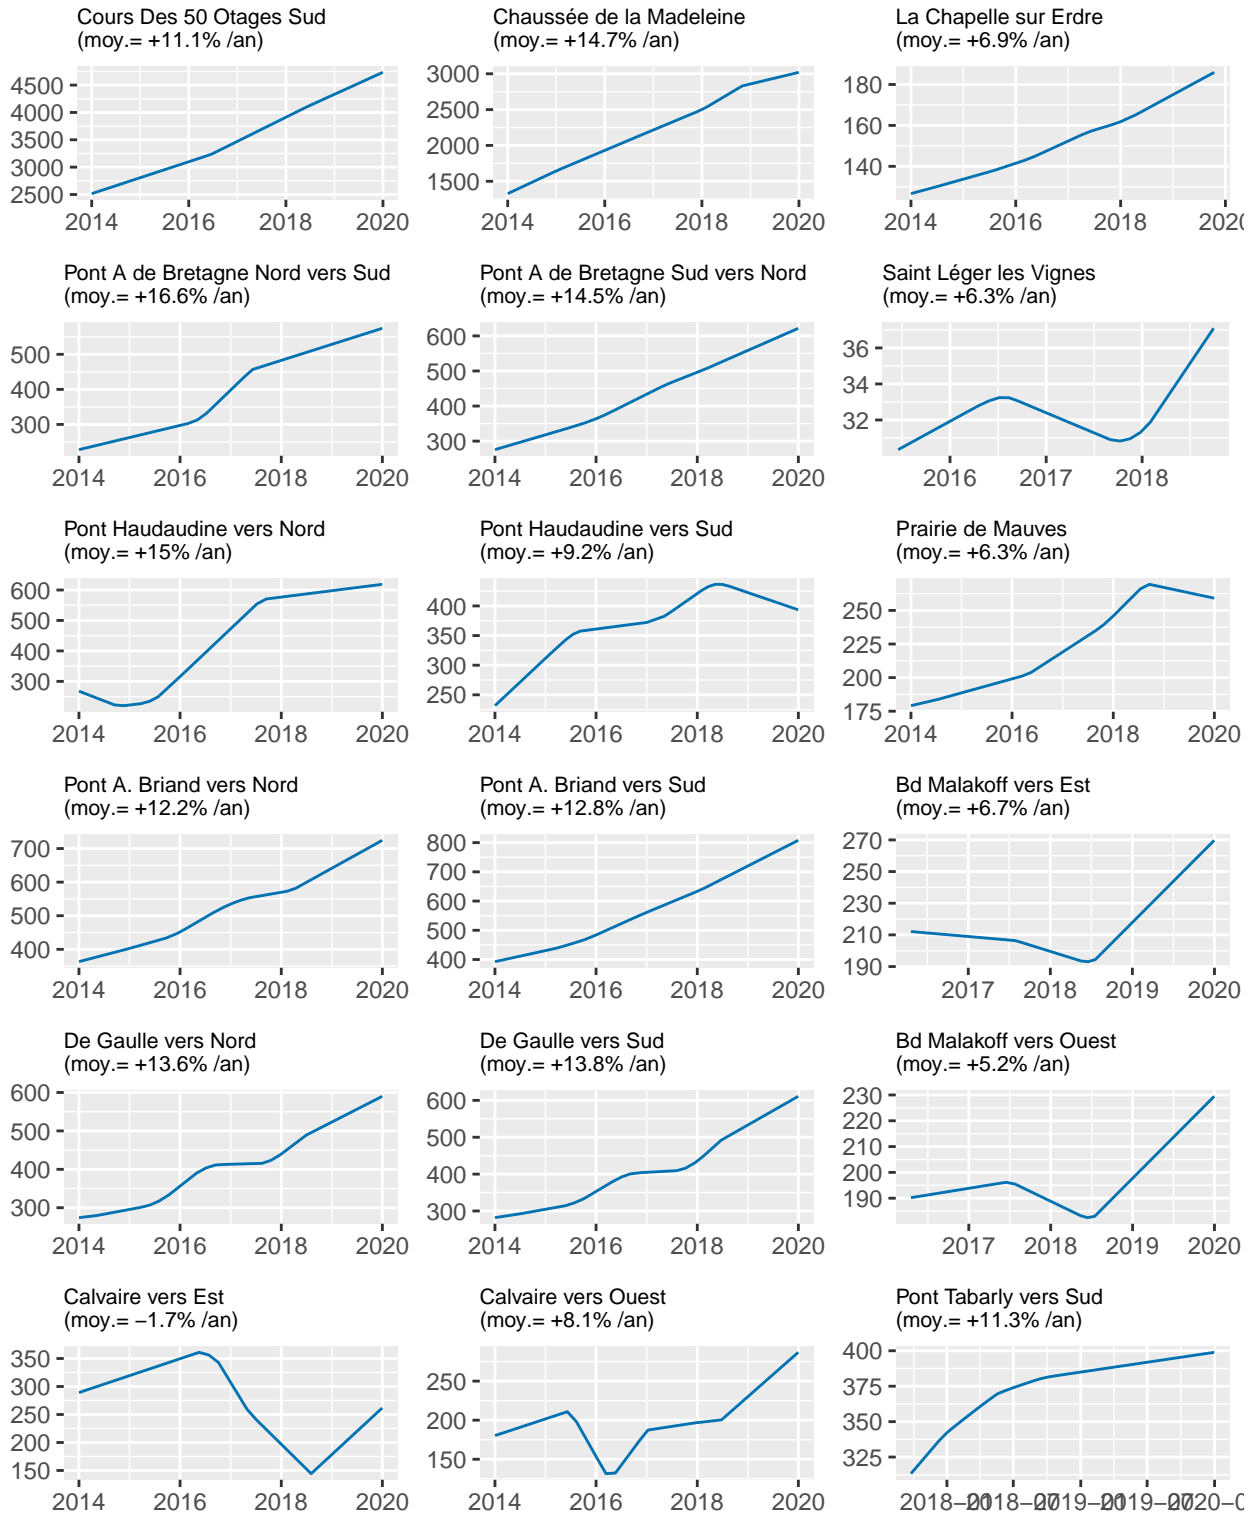 Cours Des 50 Otages Sud
(moy.= +11.1% /an)
4500
4000
3500
3000
2500
2014 2016 2018 2020
Chaussée de la Madeleine
(moy.= +14.7% /an)
3000
2500
2000
1500
2014 2016 2018 2020
La Chapelle sur Erdre
(moy.= +6.9% /an)
180
160
140
2014 2016 2018 2020
Pont A de Bretagne Nord vers Sud
(moy.= +16.6% /an)
500
400
300
2014 2016 2018 2020
Pont A de Bretagne Sud vers Nord
(moy.= +14.5% /an)
600
500
400
300
2014 2016 2018 2020
Saint Léger les Vignes
(moy.= +6.3% /an)
36
34
32
2016 2017 2018
Pont Haudaudine vers Nord
(moy.= +15% /an)
600
500
400
300
2014 2016 2018 2020
Pont Haudaudine vers Sud
(moy.= +9.2% /an)
400
350
300
250
2014 2016 2018 2020
Prairie de Mauves
(moy.= +6.3% /an)
250
225
200
175
2014 2016 2018 2020
Pont A. Briand vers Nord
(moy.= +12.2% /an)
700
600
500
400
2014 2016 2018 2020
Pont A. Briand vers Sud
(moy.= +12.8% /an)
800
700
600
500
400
2014 2016 2018 2020
Bd Malakoff vers Est
(moy.= +6.7% /an)
270
250
230
210
190
2017 2018 2019 2020
De Gaulle vers Nord
(moy.= +13.6% /an)
600
500
400
300
2014 2016 2018 2020
De Gaulle vers Sud
(moy.= +13.8% /an)
600
500
400
300
2014 2016 2018 2020
Bd Malakoff vers Ouest
(moy.= +5.2% /an)
230
220
210
200
190
2017 2018 2019 2020
Calvaire vers Est
(moy.= −1.7% /an)
350
300
250
200
150
2014 2016 2018 2020
Calvaire vers Ouest
(moy.= +8.1% /an)
250
200
150
2014 2016 2018 2020
Pont Tabarly vers Sud
(moy.= +11.3% /an)
400
375
350
325
2018−01 2018−07 2019−01 2019−07 2020−0